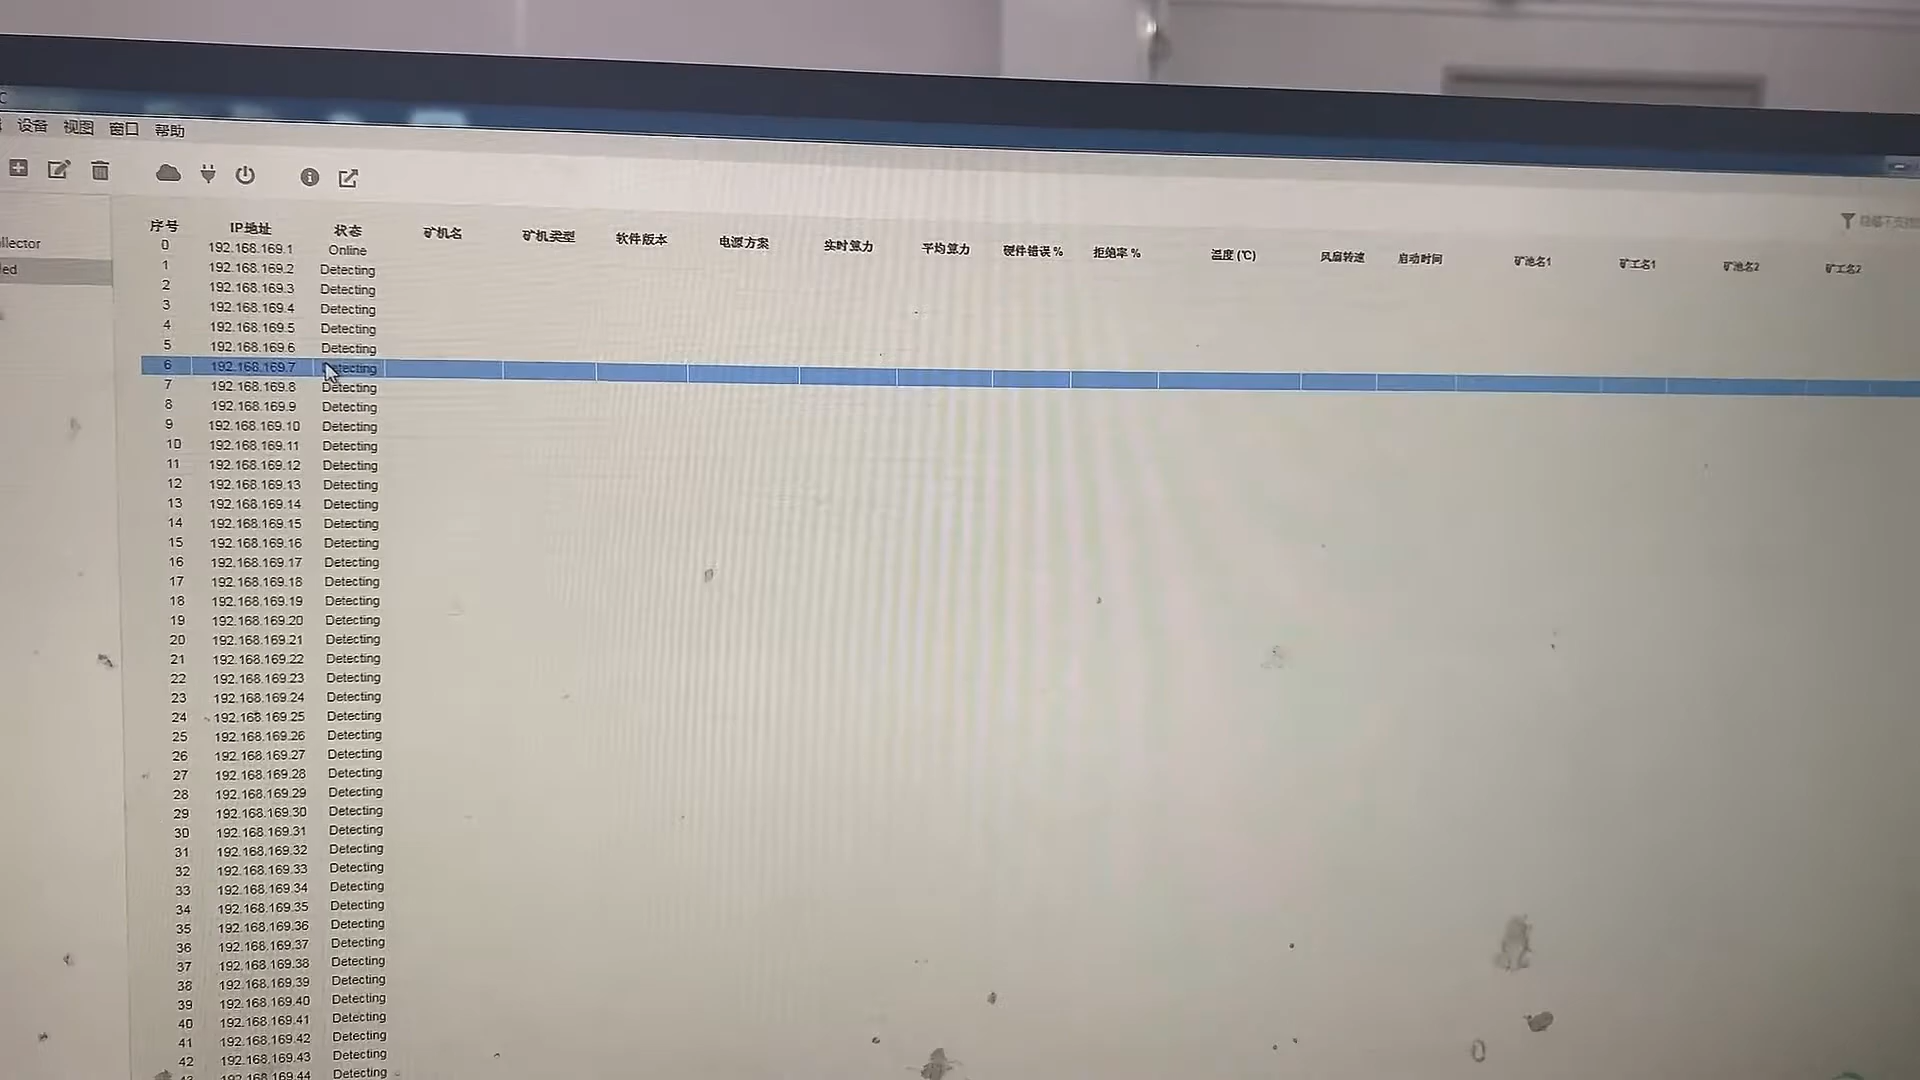 C
设备 视图 窗口 帮助
llector
led
序号 IP地址 状态 矿机名 矿机类型 软件版本 电源方案 实时算力 平均算力 硬件错误% 拒绝率% 温度(℃) 风扇转速 启动时间 矿池名1 矿工名1 矿池名2 矿工名2
0 192.168.169.1 Online
1 192.168.169.2 Detecting
2 192.168.169.3 Detecting
3 192.168.169.4 Detecting
4 192.168.169.5 Detecting
5 192.168.169.6 Detecting
6 192.168.169.7 Detecting
7 192.168.169.8 Detecting
8 192.168.169.9 Detecting
9 192.168.169.10 Detecting
10 192.168.169.11 Detecting
11 192.168.169.12 Detecting
12 192.168.169.13 Detecting
13 192.168.169.14 Detecting
14 192.168.169.15 Detecting
15 192.168.169.16 Detecting
16 192.168.169.17 Detecting
17 192.168.169.18 Detecting
18 192.168.169.19 Detecting
19 192.168.169.20 Detecting
20 192.168.169.21 Detecting
21 192.168.169.22 Detecting
22 192.168.169.23 Detecting
23 192.168.169.24 Detecting
24 192.168.169.25 Detecting
25 192.168.169.26 Detecting
26 192.168.169.27 Detecting
27 192.168.169.28 Detecting
28 192.168.169.29 Detecting
29 192.168.169.30 Detecting
30 192.168.169.31 Detecting
31 192.168.169.32 Detecting
32 192.168.169.33 Detecting
33 192.168.169.34 Detecting
34 192.168.169.35 Detecting
35 192.168.169.36 Detecting
36 192.168.169.37 Detecting
37 192.168.169.38 Detecting
38 192.168.169.39 Detecting
39 192.168.169.40 Detecting
40 192.168.169.41 Detecting
41 192.168.169.42 Detecting
42 192.168.169.43 Detecting
43 192.168.169.44 Detecting